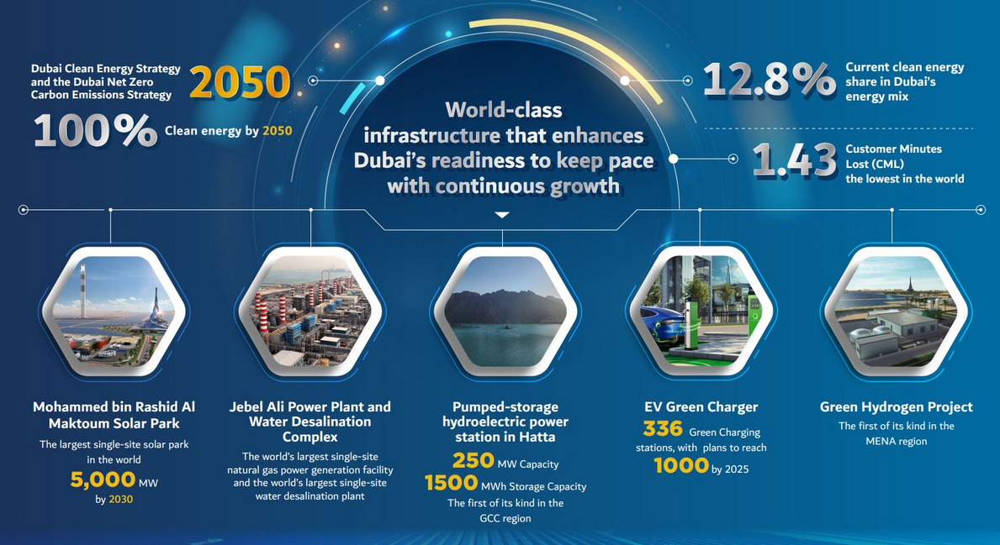 Dubai Clean Energy Strategy
and the Dubai Net Zero
Carbon Emissions Strategy
2050
100% Clean energy by 2050
World-class
infrastructure that enhances
Dubai's readiness to keep pace
with continuous growth
12.8%
Current clean energy
share in Dubai's
energy mix
1.43
Customer Minutes
Lost (CML)
the lowest in the world
Mohammed bin Rashid Al
Maktoum Solar Park
The largest single-site solar park
in the world
5,000 MW
by 2030
Jebel Ali Power Plant and
Water Desalination
Complex
The world's largest single-site
natural gas power generation facility
and the world's largest single-site
water desalination plant
Pumped-storage
hydroelectric power
station in Hatta
250 MW Capacity
1500 MWh Storage Capacity
The first of its kind in the
GCC region
EV Green Charger
336 Green Charging
stations, with plans to reach
1000 by 2025
Green Hydrogen Project
The first of its kind in the
MENA region